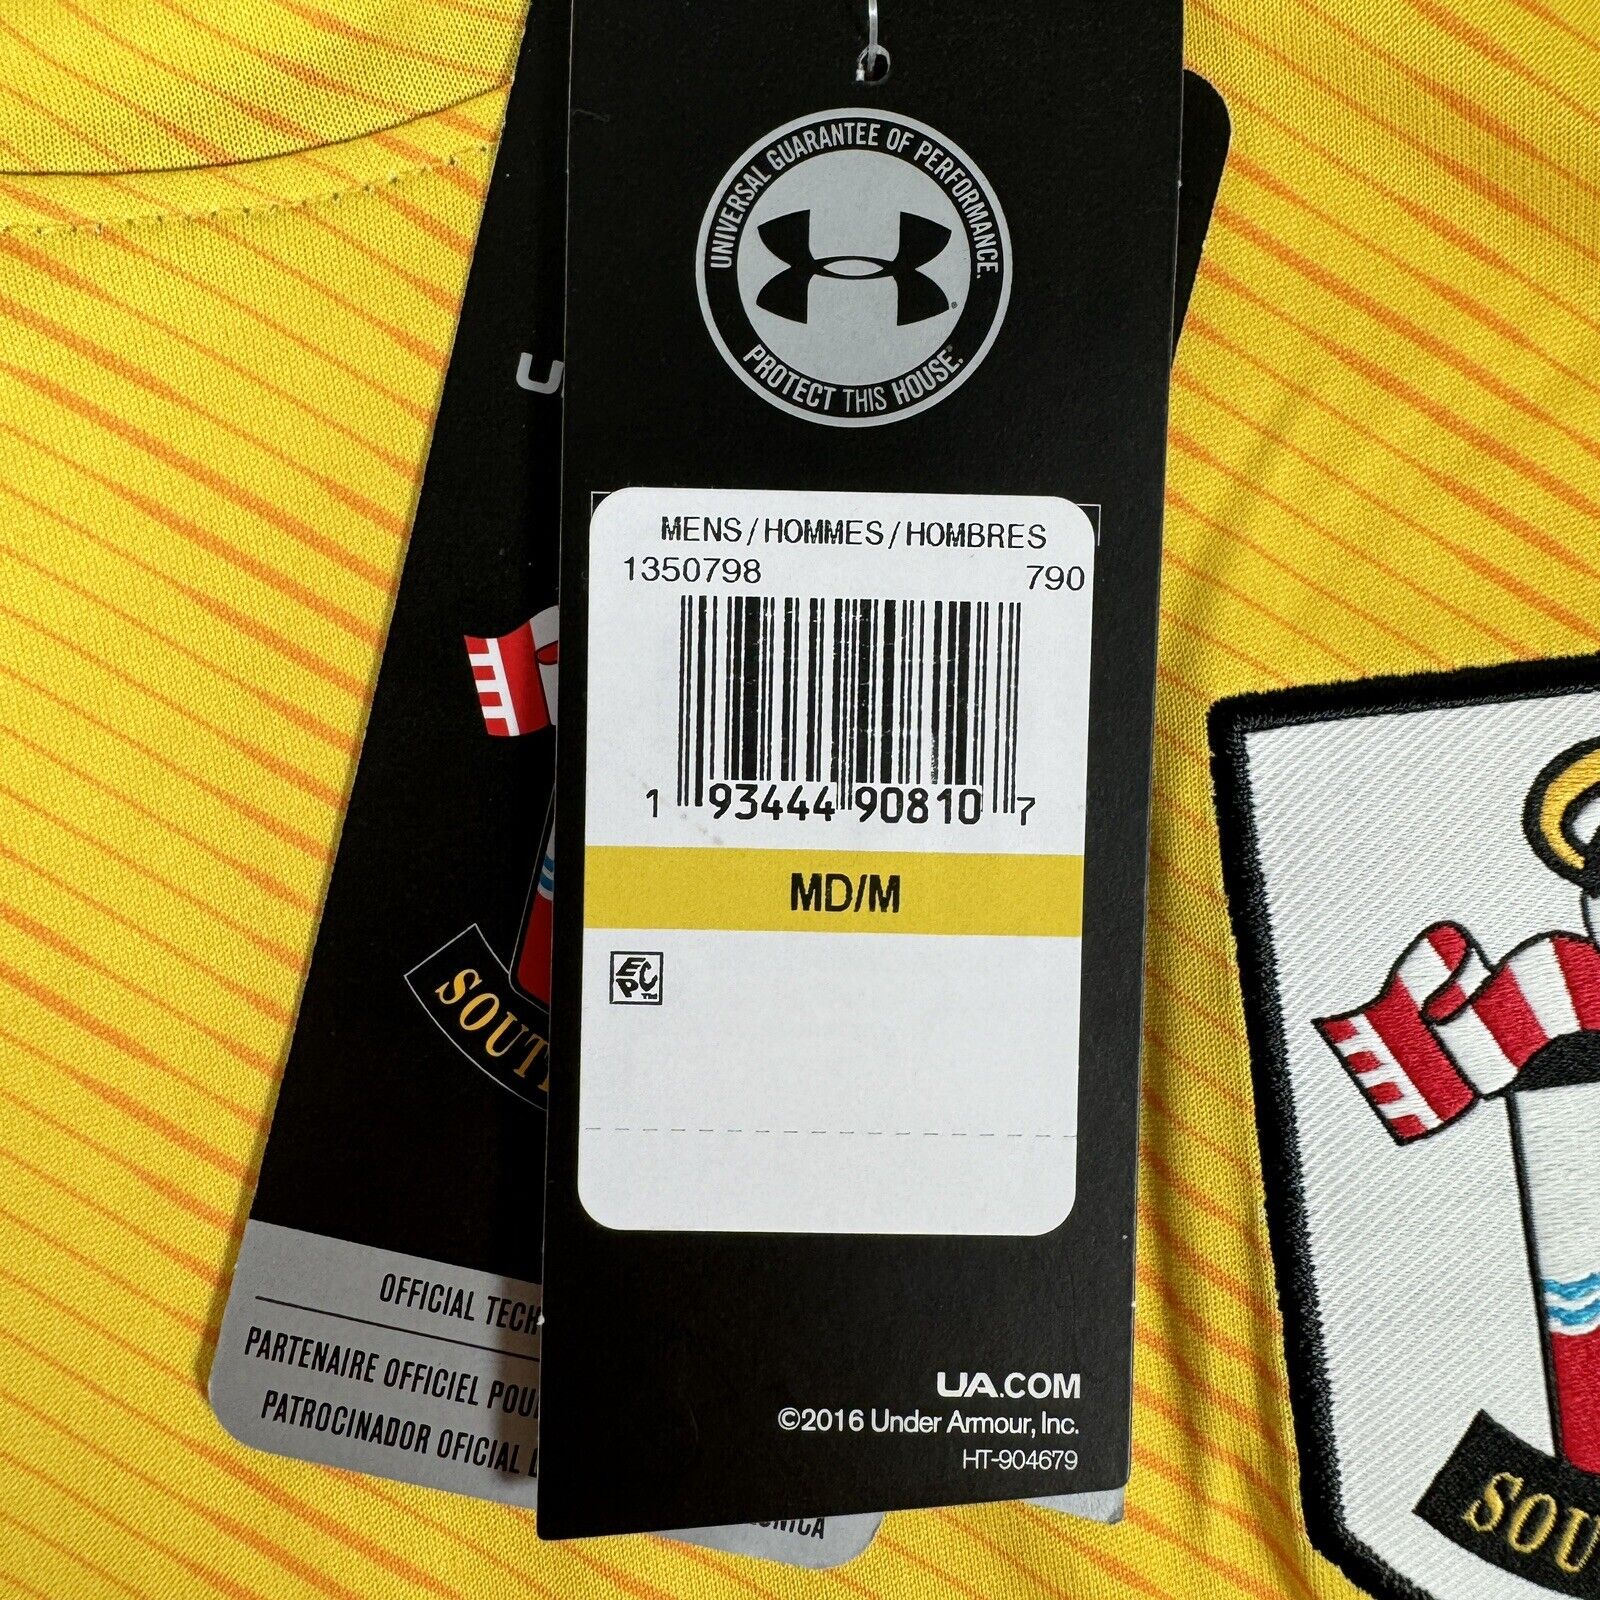 UNIVERSAL GUARANTEE OF PERFORMANCE.
PROTECT THIS HOUSE.®
MENS/HOMMES/HOMBRES
1350798 790
1 93444 90810 7
MD/M
EPC™
UA.COM
©2016 Under Armour, Inc.
HT-904679
U
SOUT
OFFICIAL TECH
PARTENAIRE OFFICIEL POU
PATROCINADOR OFICIAL D
SOU